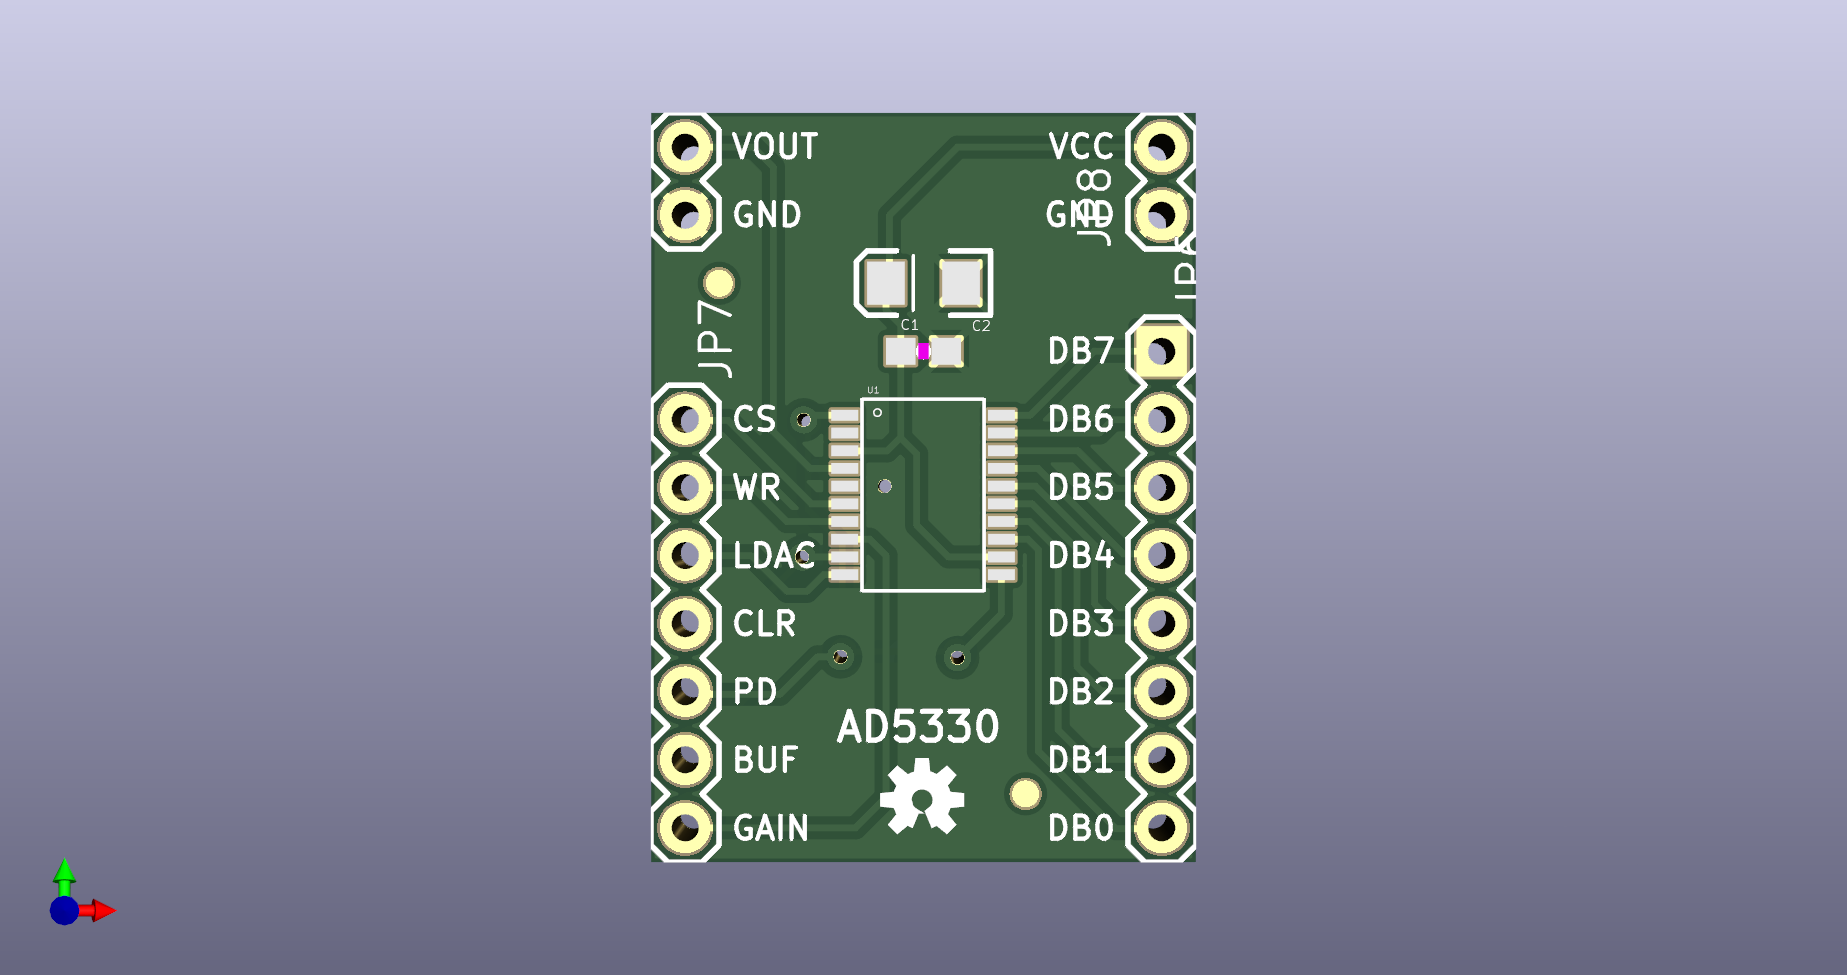 VOUT
VCC
GND
GND
JP8
JP7
C1
C2
DB7
U1
CS
DB6
WR
DB5
LDAC
DB4
CLR
DB3
PD
DB2
AD5330
BUF
DB1
GAIN
DB0